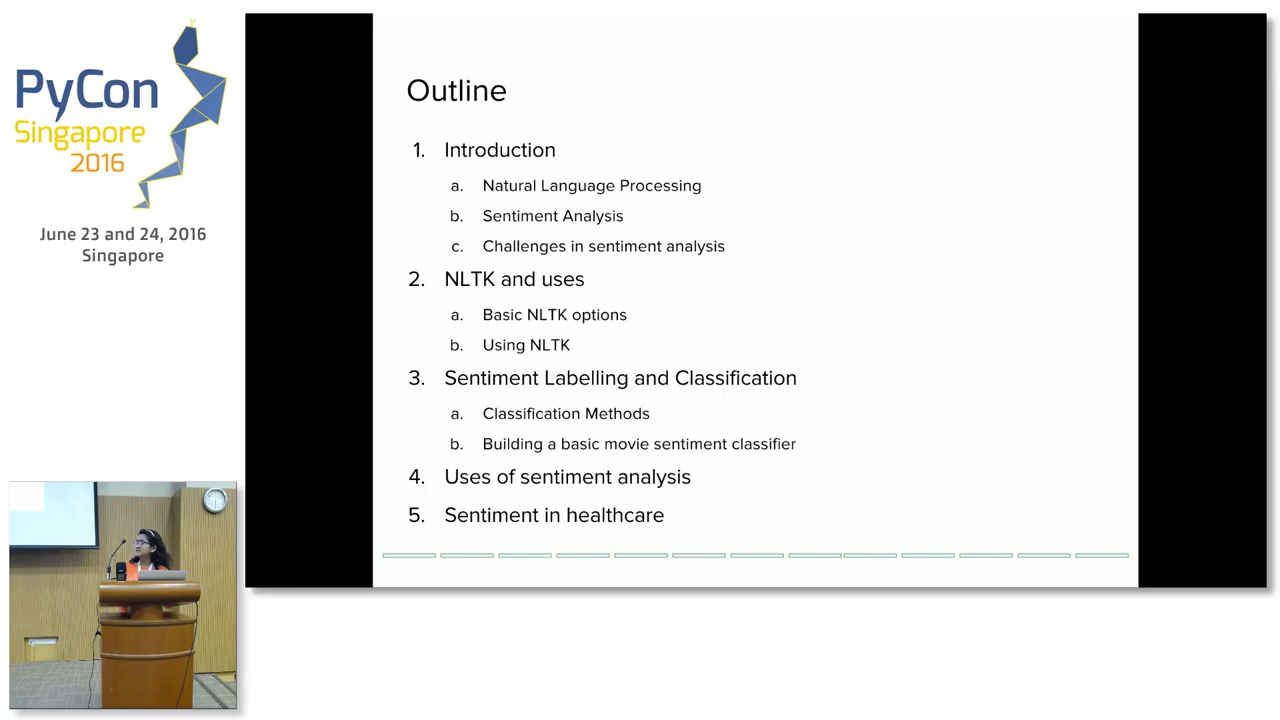 PyCon
Singapore
2016
June 23 and 24, 2016
Singapore
Outline
1. Introduction
a. Natural Language Processing
b. Sentiment Analysis
c. Challenges in sentiment analysis
2. NLTK and uses
a. Basic NLTK options
b. Using NLTK
3. Sentiment Labelling and Classification
a. Classification Methods
b. Building a basic movie sentiment classifier
4. Uses of sentiment analysis
5. Sentiment in healthcare